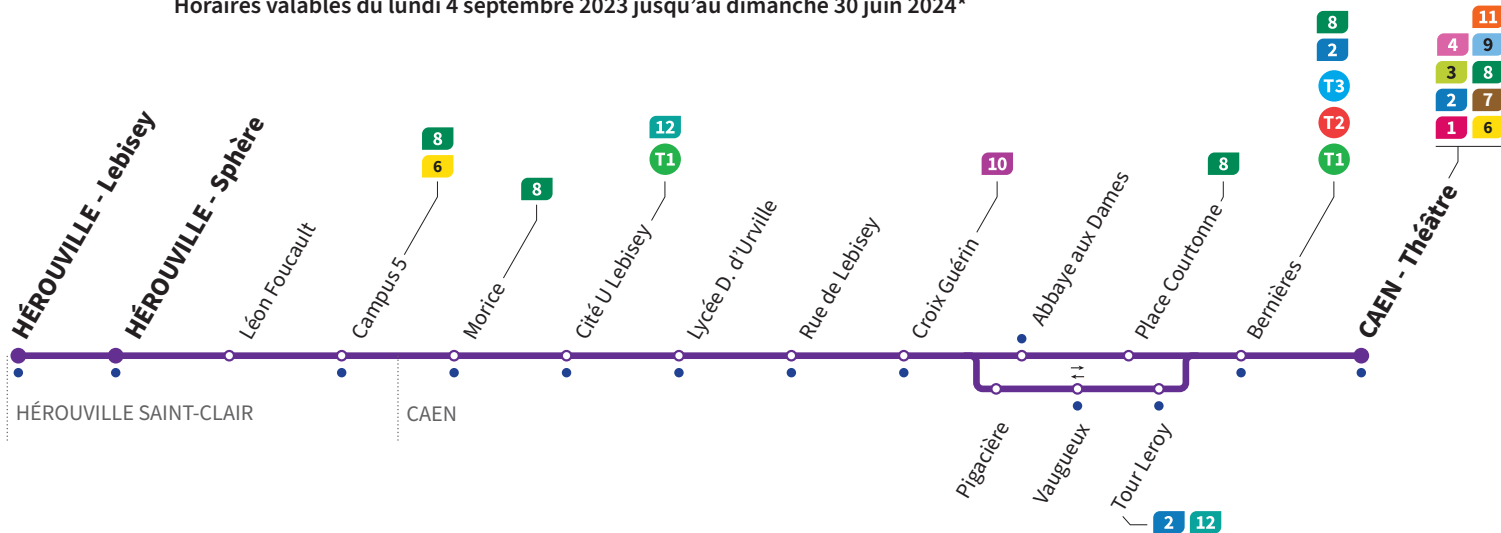 Horaires valables du lundi 4 septembre 2023 jusqu'au dimanche 30 juin 2024*
HÉROUVILLE - Lebisey
HÉROUVILLE - Sphère
Léon Foucault
8
6
Campus 5
8
Morice
12
T1
Cité U Lebisey
Lycée D. d'Urville
Rue de Lebisey
10
Croix Guérin
Abbaye aux Dames
8
Place Courtonne
8
2
T3
T2
T1
Bernières
11
4 9
3 8
2 7
1 6
CAEN - Théâtre
HÉROUVILLE SAINT-CLAIR
CAEN
Pigacière
Vaugueux
Tour Leroy
2 12